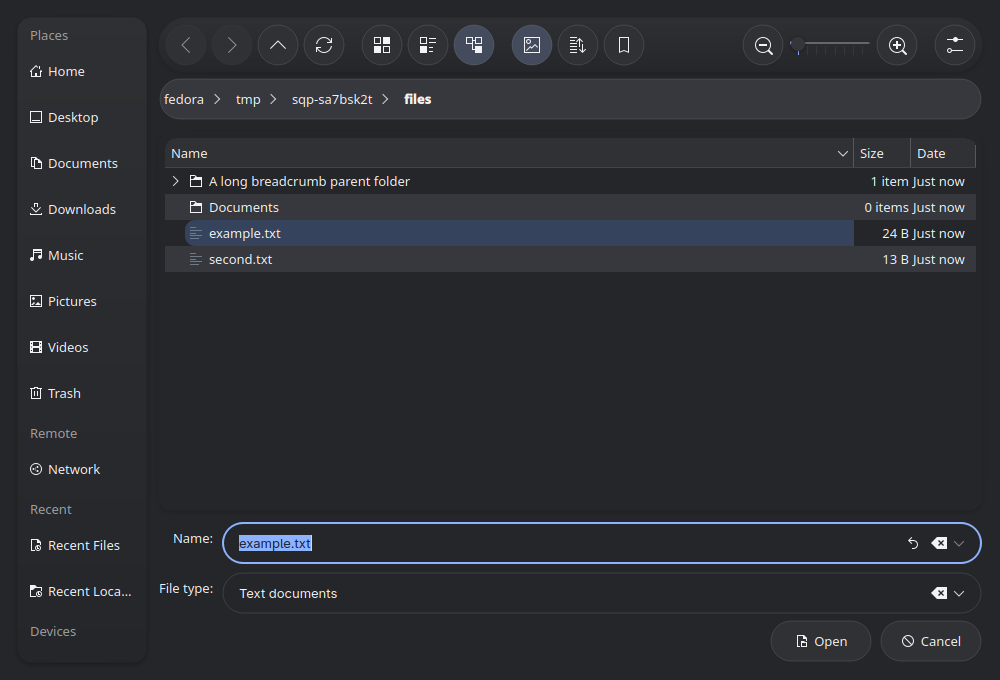 Places
Home
Desktop
Documents
Downloads
Music
Pictures
Videos
Trash
Remote
Network
Recent
Recent Files
Recent Loca...
Devices
fedora > tmp > sqp-sa7bsk2t > files
Name Size Date
A long breadcrumb parent folder 1 item Just now
Documents 0 items Just now
example.txt 24 B Just now
second.txt 13 B Just now
Name: example.txt
File type: Text documents
Open Cancel